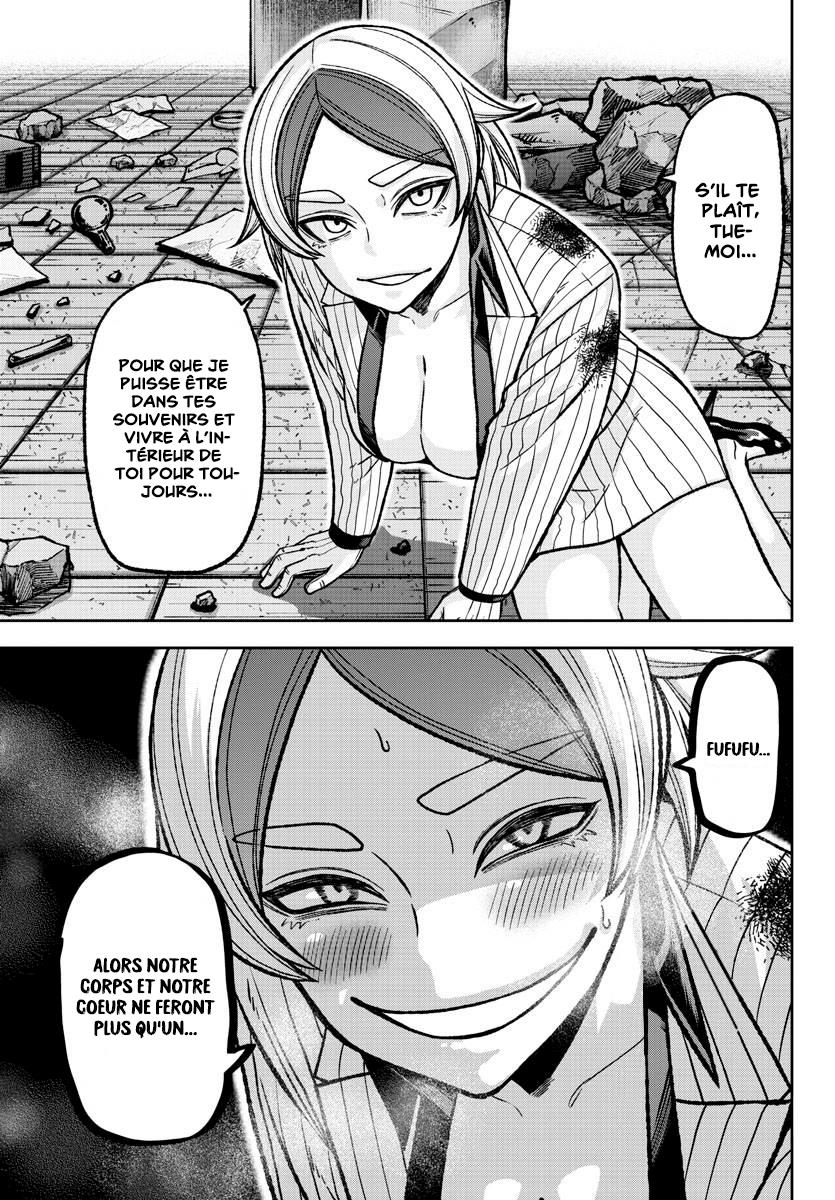 S'IL TE
PLAÎT,
TUE-
MOI...
POUR QUE JE
PUISSE ÊTRE
DANS TES
SOUVENIRS ET
VIVRE À L'IN-
TÉRIEUR DE
TOI POUR TOU-
JOURS...
FUFUFU...
ALORS NOTRE
CORPS ET NOTRE
COEUR NE FERONT
PLUS QU'UN...